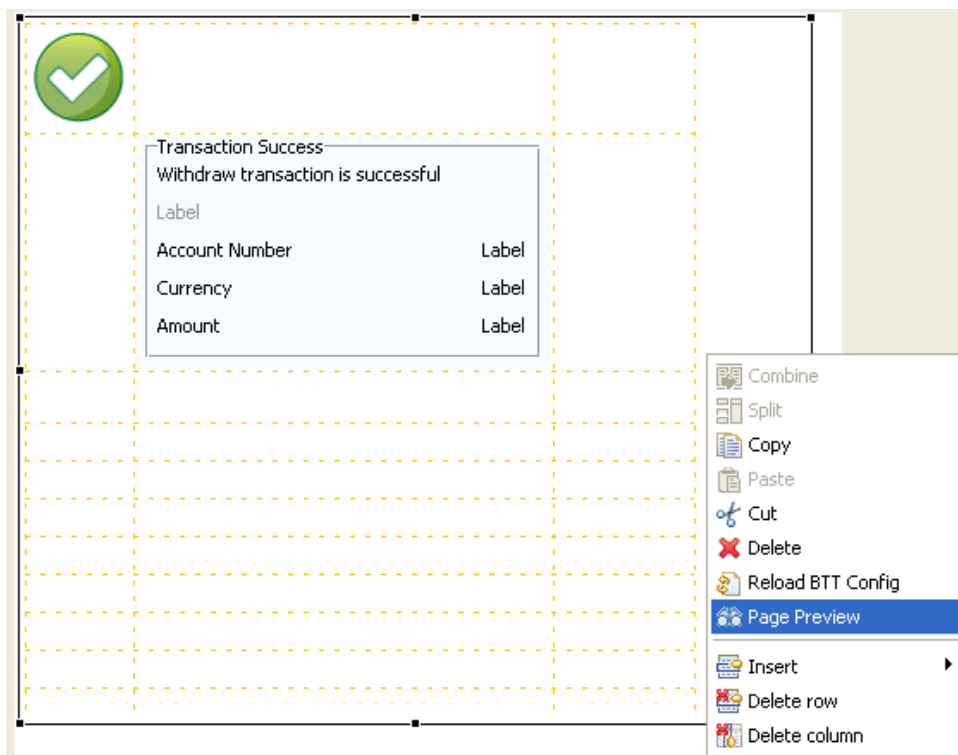 Transaction Success
Withdraw transaction is successful
Label
Account Number Label
Currency Label
Amount Label
Combine
Split
Copy
Paste
Cut
Delete
Reload BTT Config
Page Preview
Insert
Delete row
Delete column